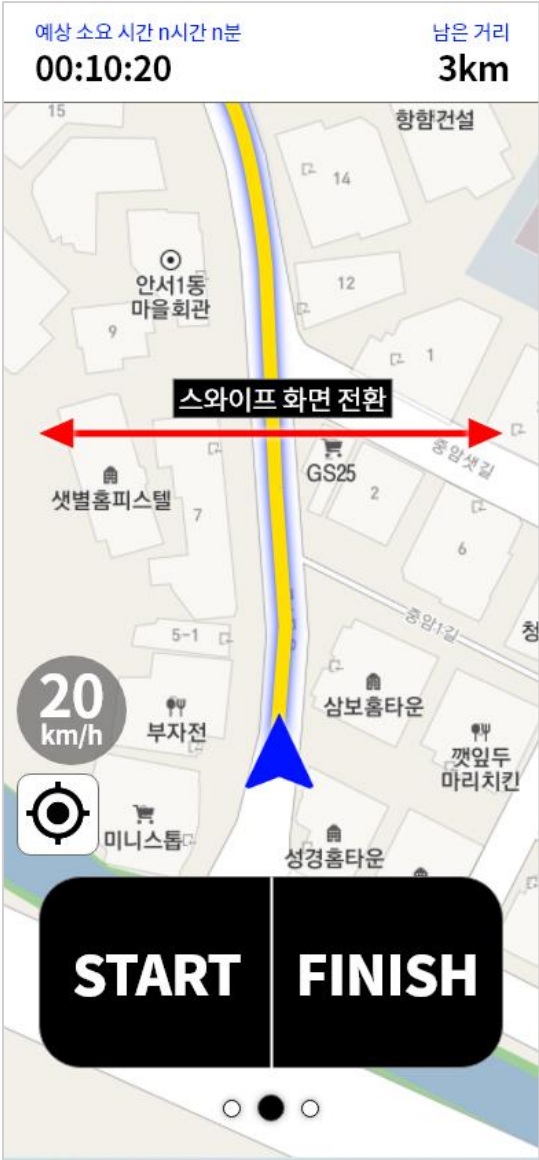 예상 소요 시간 n시간 n분
남은 거리
00:10:20
3km
15
항함건설
14
안서1동
마을회관
12
9
1
스와이프 화면 전환
중암샛길
GS25
샛별홈피스텔
2
7
6
중암1길
5-1
청
20
km/h
삼보홈타운
부자전
깻잎두
마리치킨
미니스톱
성경홈타운
START
FINISH